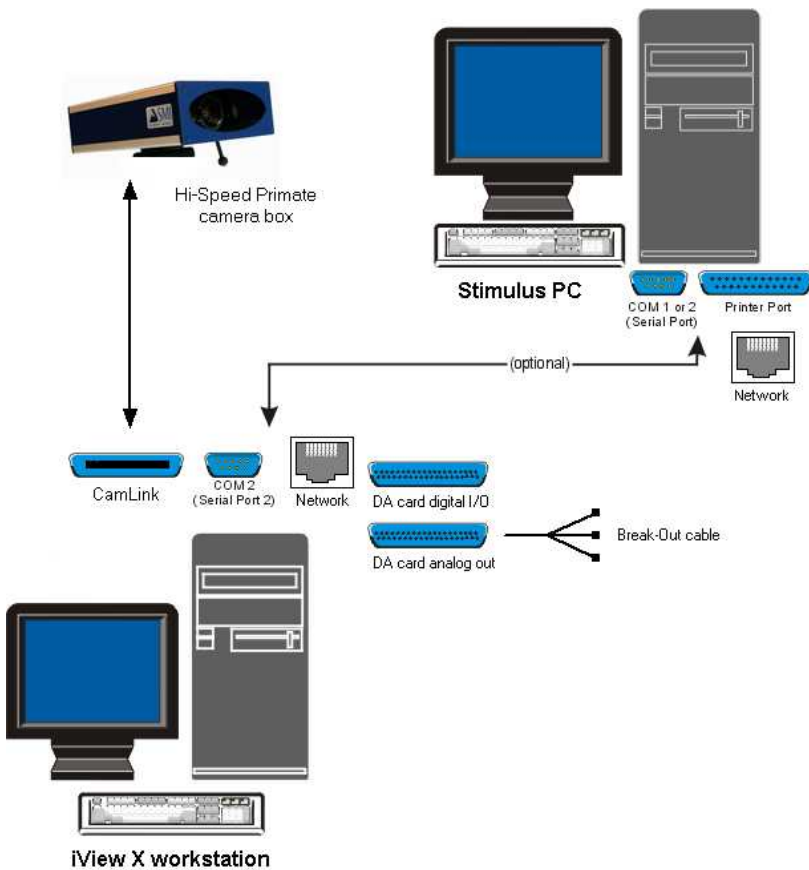 SMI
Hi-Speed Primate
camera box
Stimulus PC
COM 1 or 2
(Serial Port)
Printer Port
Network
(optional)
CamLink
COM 2
(Serial Port 2)
Network
DA card digital I/O
DA card analog out
Break-Out cable
iView X workstation